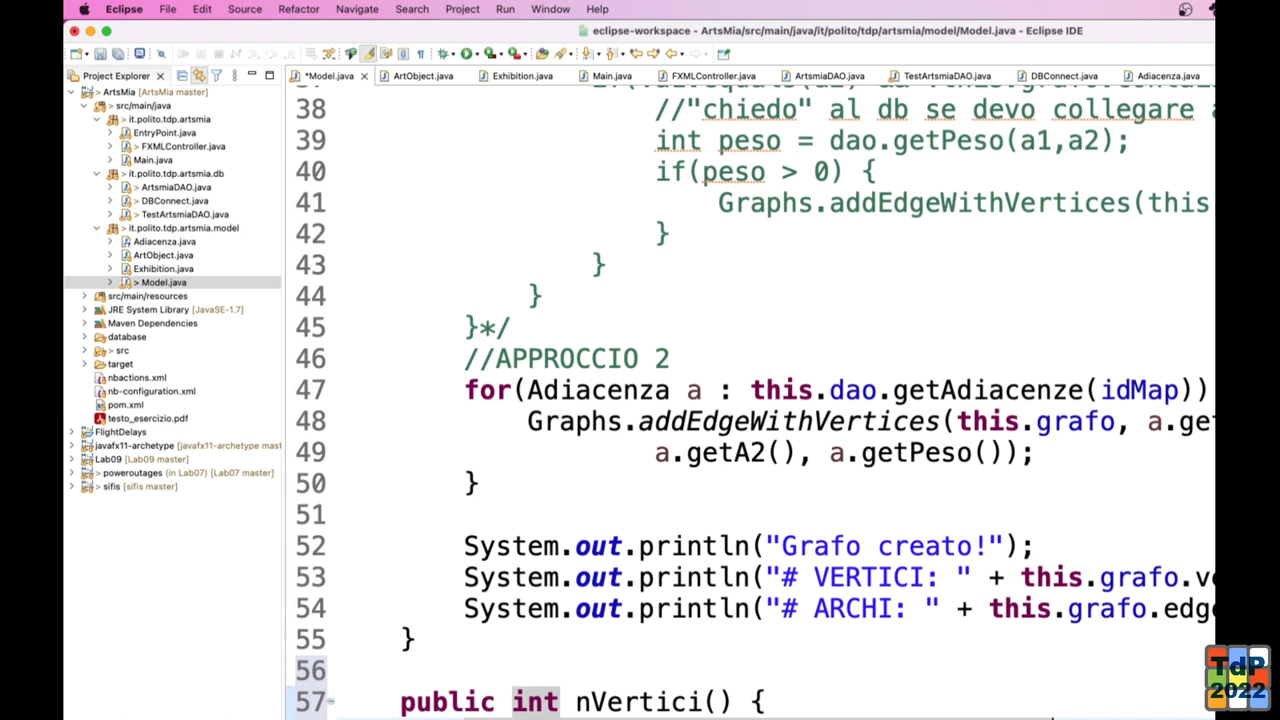 Eclipse File Edit Source Refactor Navigate Search Project Run Window Help
eclipse-workspace - ArtsMia/src/main/java/it/polito/tdp/artsmia/model/Model.java - Eclipse IDE
Project Explorer
*Model.java ArtObject.java Exhibition.java Main.java FXMLController.java ArtsmiaDAO.java TestArtsmiaDAO.java DBConnect.java Adiacenza.java
ArtsMia [ArtsMia master]
src/main/java
it.polito.tdp.artsmia
EntryPoint.java
> FXMLController.java
Main.java
it.polito.tdp.artsmia.db
> ArtsmiaDAO.java
> DBConnect.java
> TestArtsmiaDAO.java
it.polito.tdp.artsmia.model
Adiacenza.java
ArtObject.java
Exhibition.java
> Model.java
src/main/resources
JRE System Library [JavaSE-1.7]
Maven Dependencies
database
> src
target
nbactions.xml
nb-configuration.xml
pom.xml
testo_esercizio.pdf
FlightDelays
javafx11-archetype [javafx11-archetype mast
Lab09 [Lab09 master]
> poweroutages (in Lab07) [Lab07 master]
> sifis [sifis master]
38 //"chiedo" al db se devo collegare a
39 int peso = dao.getPeso(a1,a2);
40 if(peso > 0) {
41 Graphs.addEdgeWithVertices(this
42 }
43 }
44 }
45 }*/
46 //APPROCCIO 2
47 for(Adiacenza a : this.dao.getAdiacenze(idMap))
48 Graphs.addEdgeWithVertices(this.grafo, a.get
49 a.getA2(), a.getPeso());
50 }
51
52 System.out.println("Grafo creato!");
53 System.out.println("# VERTICI: " + this.grafo.ve
54 System.out.println("# ARCHI: " + this.grafo.edge
55 }
56
57 public int nVertici() {
TdP
2022